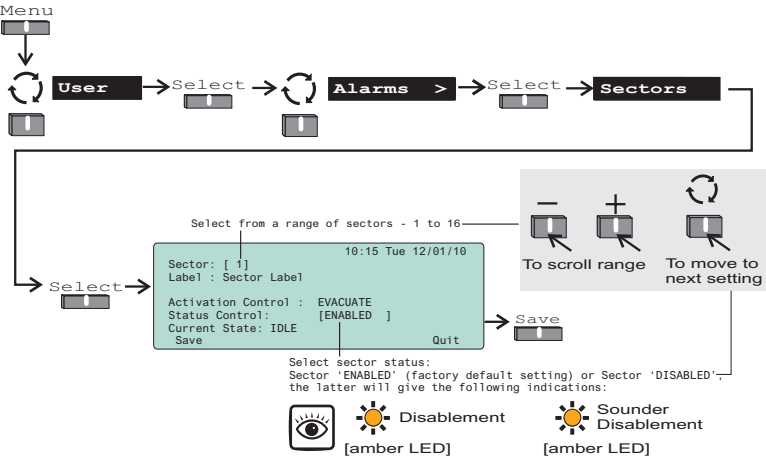 Menu
User
Select
Alarms >
Select
Sectors
Select from a range of sectors - 1 to 16
− +
To scroll range
To move to
next setting
Select
10:15 Tue 12/01/10
Sector: [ 1]
Label : Sector Label
Activation Control : EVACUATE
Status Control: [ENABLED ]
Current State: IDLE
Save Quit
Save
Select sector status:
Sector 'ENABLED' (factory default setting) or Sector 'DISABLED',
the latter will give the following indications:
Disablement
[amber LED]
Sounder
Disablement
[amber LED]